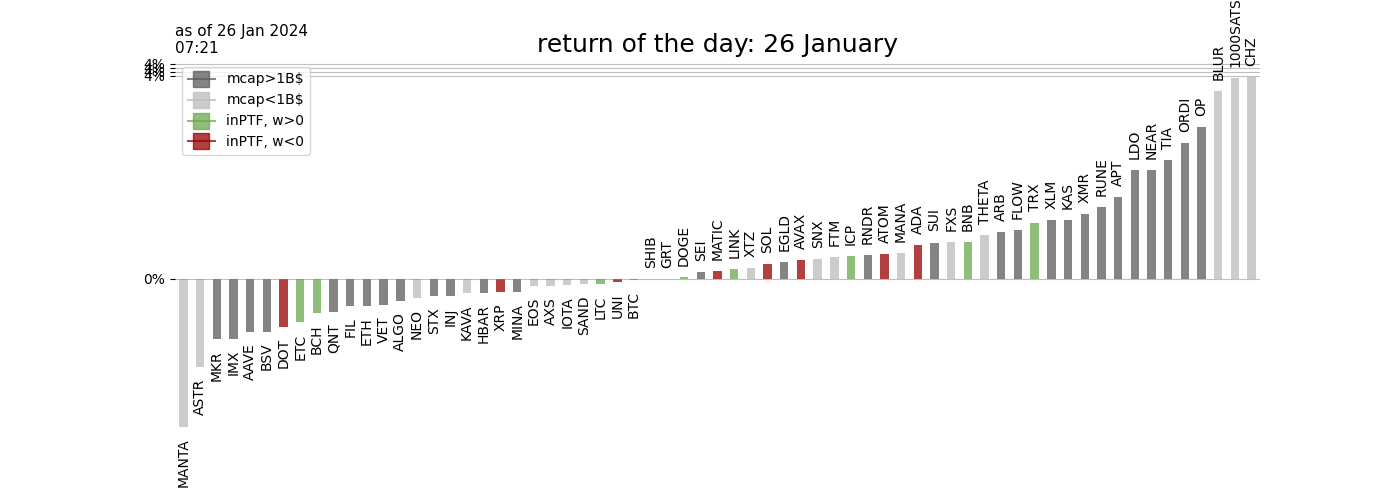 as of 26 Jan 2024
07:21
return of the day: 26 January
4%
4%
0%
mcap>1B$
mcap<1B$
inPTF, w>0
inPTF, w<0
MANTA
ASTR
MKR
IMX
AAVE
BSV
DOT
ETC
BCH
QNT
FIL
ETH
VET
ALGO
NEO
STX
INJ
KAVA
HBAR
XRP
MINA
EOS
AXS
IOTA
SAND
LTC
UNI
BTC
SHIB
GRT
DOGE
SEI
MATIC
LINK
XTZ
SOL
EGLD
AVAX
SNX
FTM
ICP
RNDR
ATOM
MANA
ADA
SUI
FXS
BNB
THETA
ARB
FLOW
TRX
XLM
KAS
XMR
RUNE
APT
LDO
NEAR
TIA
ORDI
OP
BLUR
1000SATS
CHZ